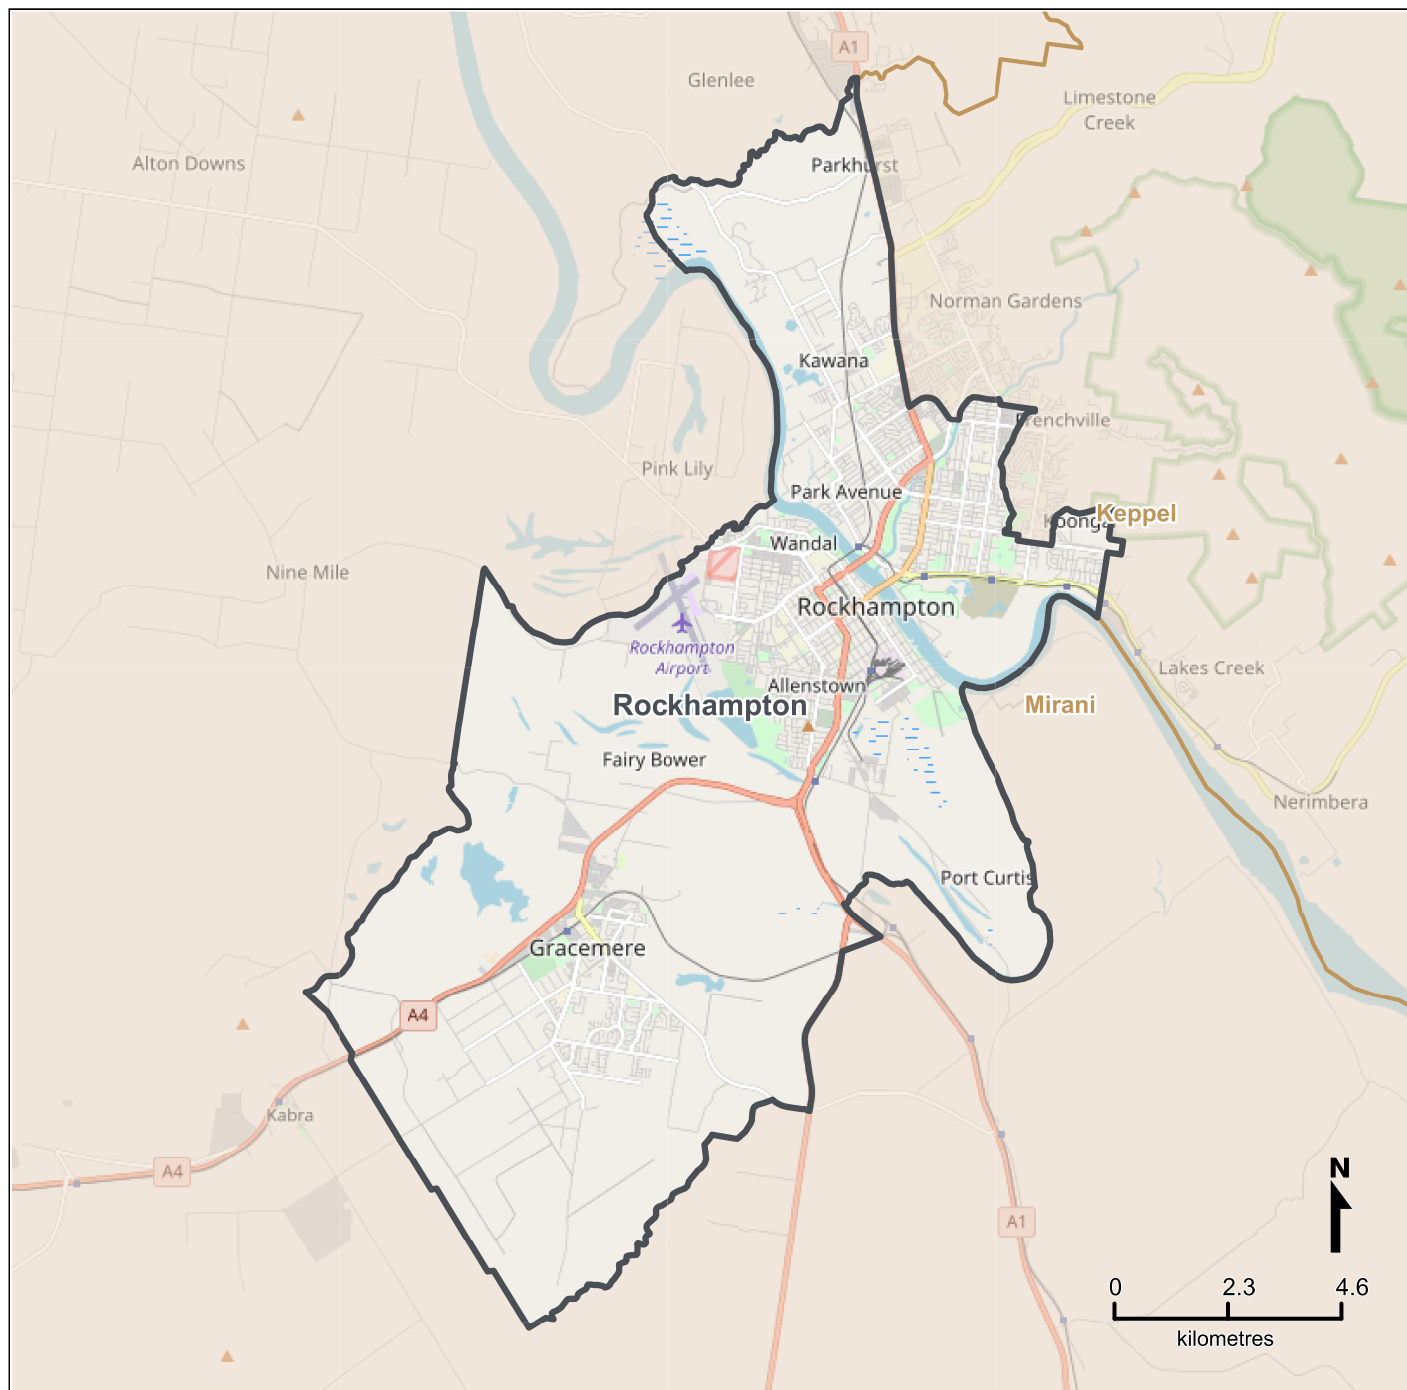 A1
Glenlee
Limestone
Creek
Alton Downs
Parkhurst
Norman Gardens
Kawana
Frenchville
Pink Lily
Park Avenue
Keppel
Wandal
Nine Mile
Rockhampton
Rockhampton
Airport
Lakes Creek
Allenstown
Rockhampton
Mirani
Fairy Bower
Nerimbera
Port Curtis
Gracemere
A4
Kabra
A4
N
A1
0 2.3 4.6
kilometres